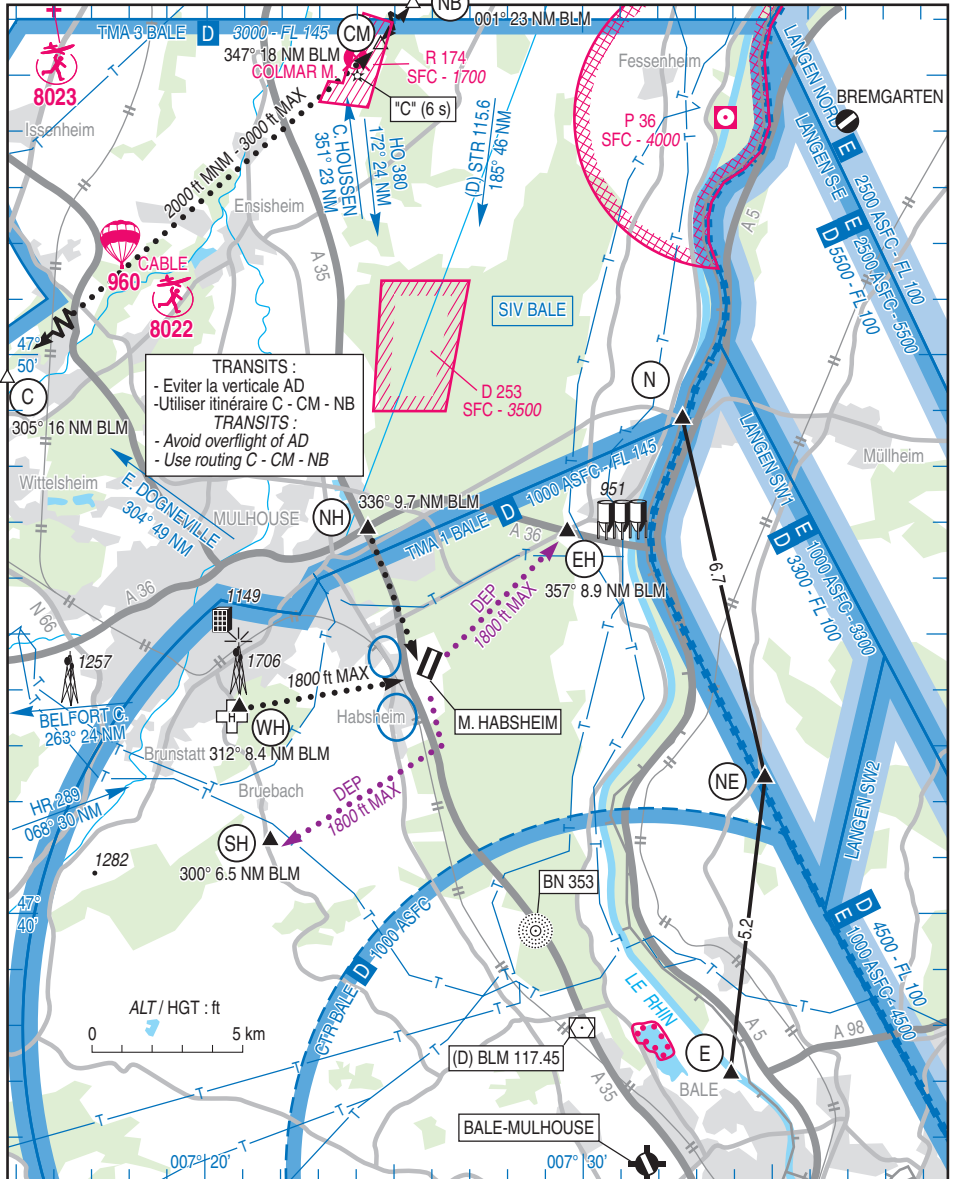 NB
001° 23 NM BLM
TMA 3 BALE D 3000 - FL 145
CM
347° 18 NM BLM
COLMAR M.
R 174
SFC - 1700
"C" (6 s)
8023
Issenheim
Fessenheim
P 36
SFC - 4000
LANGEN NORD
LANGEN S-E
BREMGARTEN
E
2500 ASFC - FL 100
E
D
2500 ASFC - 5500
5500 - FL 100
2000 ft MNM - 3000 ft MAX
C.HOUSSEN
351° 23 NM
HO 380
172° 24 NM
(D) STR 115.6
185° 46 NM
Ensisheim
A 35
A 5
960
CABLE
8022
SIV BALE
47°
50'
C
305° 16 NM BLM
TRANSITS :
- Eviter la verticale AD
-Utiliser itinéraire C - CM - NB
TRANSITS :
- Avoid overflight of AD
- Use routing C - CM - NB
D 253
SFC - 3500
N
LANGEN SW1
Müllheim
Wittelsheim
E. DOGNEVILLE
304° 49 NM
MULHOUSE
NH
336° 9.7 NM BLM
TMA 1 BALE D 1000 ASFC - FL 145
A 36
951
EH
357° 8.9 NM BLM
E
D
1000 ASFC - 3300
3300 - FL 100
6.7
A 36
N 66
1149
1257
1706
DEP
1800 ft MAX
1800 ft MAX
BELFORT C.
263° 24 NM
H
WH
Habsheim
M. HABSHEIM
Brunstatt
312° 8.4 NM BLM
Bruebach
HR 289
068° 30 NM
DEP
1800 ft MAX
NE
LANGEN SW2
SH
300° 6.5 NM BLM
1282
BN 353
47°
40'
CTR BALE D 1000 ASFC
5.2
D
E
4500 - FL 100
1000 ASFC - 4500
LE RHIN
ALT / HGT : ft
0
5 km
(D) BLM 117.45
E
A 5
A 98
BALE
A 35
BALE-MULHOUSE
007° 20'
007° 30'
T